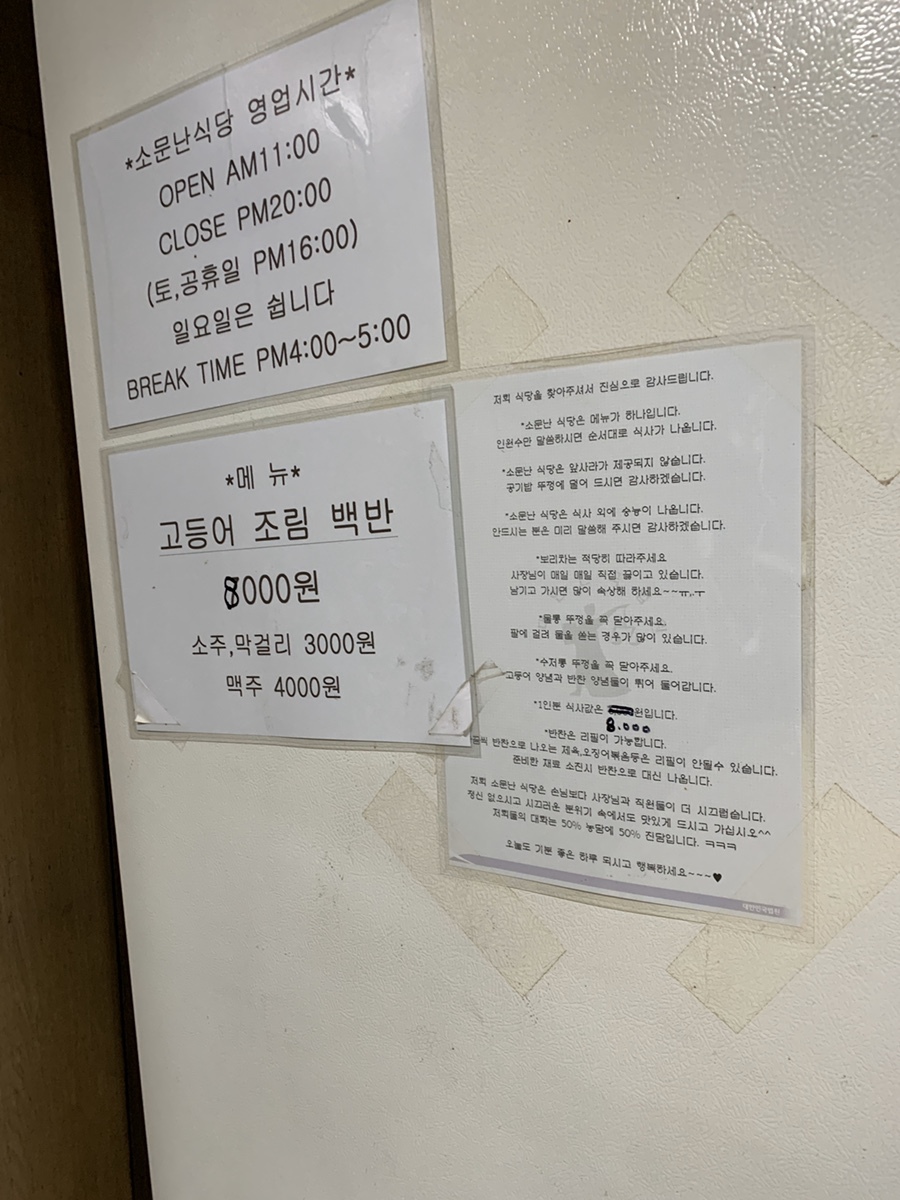 *소문난식당 영업시간*
OPEN AM11:00
CLOSE PM20:00
(토,공휴일 PM16:00)
일요일은 쉽니다
BREAK TIME PM4:00~5:00
*메 뉴*
고등어 조림 백반
8000원
소주,막걸리 3000원
맥주 4000원
저희 식당을 찾아주셔서 진심으로 감사드립니다.
*소문난 식당은 메뉴가 하나입니다.
인원수만 말씀하시면 순서대로 식사가 나옵니다.
*소문난 식당은 앞사라가 제공되지 않습니다.
공기밥 뚜껑에 덜어 드시면 감사하겠습니다.
*소문난 식당은 식사 외에 숭늉이 나옵니다.
안드시는 분은 미리 말씀해 주시면 감사하겠습니다.
*보리차는 적당히 따라주세요
사장님이 매일 매일 직접 끓이고 있습니다.
남기고 가시면 많이 속상해 하세요~~ㅠ,.ㅜ
*물통 뚜껑을 꼭 닫아주세요.
팔에 걸려 물을 쏟는 경우가 많이 있습니다.
*수저통 뚜껑을 꼭 닫아주세요.
고등어 양념과 반찬 양념들이 튀어 들어갑니다.
*1인분 식사값은 원입니다.
8.000
*반찬은 리필이 가능합니다.
반찬으로 나오는 제육,오징어볶음등은 리필이 안될수 있습니다.
준비한 재료 소진시 반찬으로 대신 나옵니다.
저희 소문난 식당은 손님보다 사장님과 직원들이 더 시끄럽습니다.
정신 없으시고 시끄러운 분위기 속에서도 맛있게 드시고 가십시오^^
저희들의 대화는 50% 농담에 50% 진담입니다. ㅋㅋㅋ
오늘도 기분 좋은 하루 되시고 행복하세요~~~♥
대한민국법원